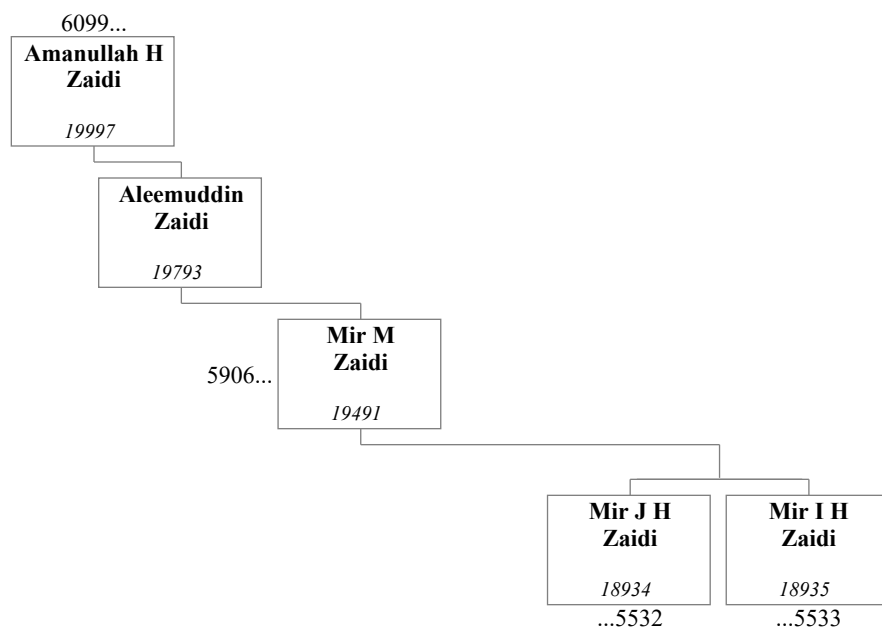 6099...
Amanullah H
Zaidi
19997
Aleemuddin
Zaidi
19793
Mir M
Zaidi
5906...
19491
Mir J H
Zaidi
18934
...5532
Mir I H
Zaidi
18935
...5533